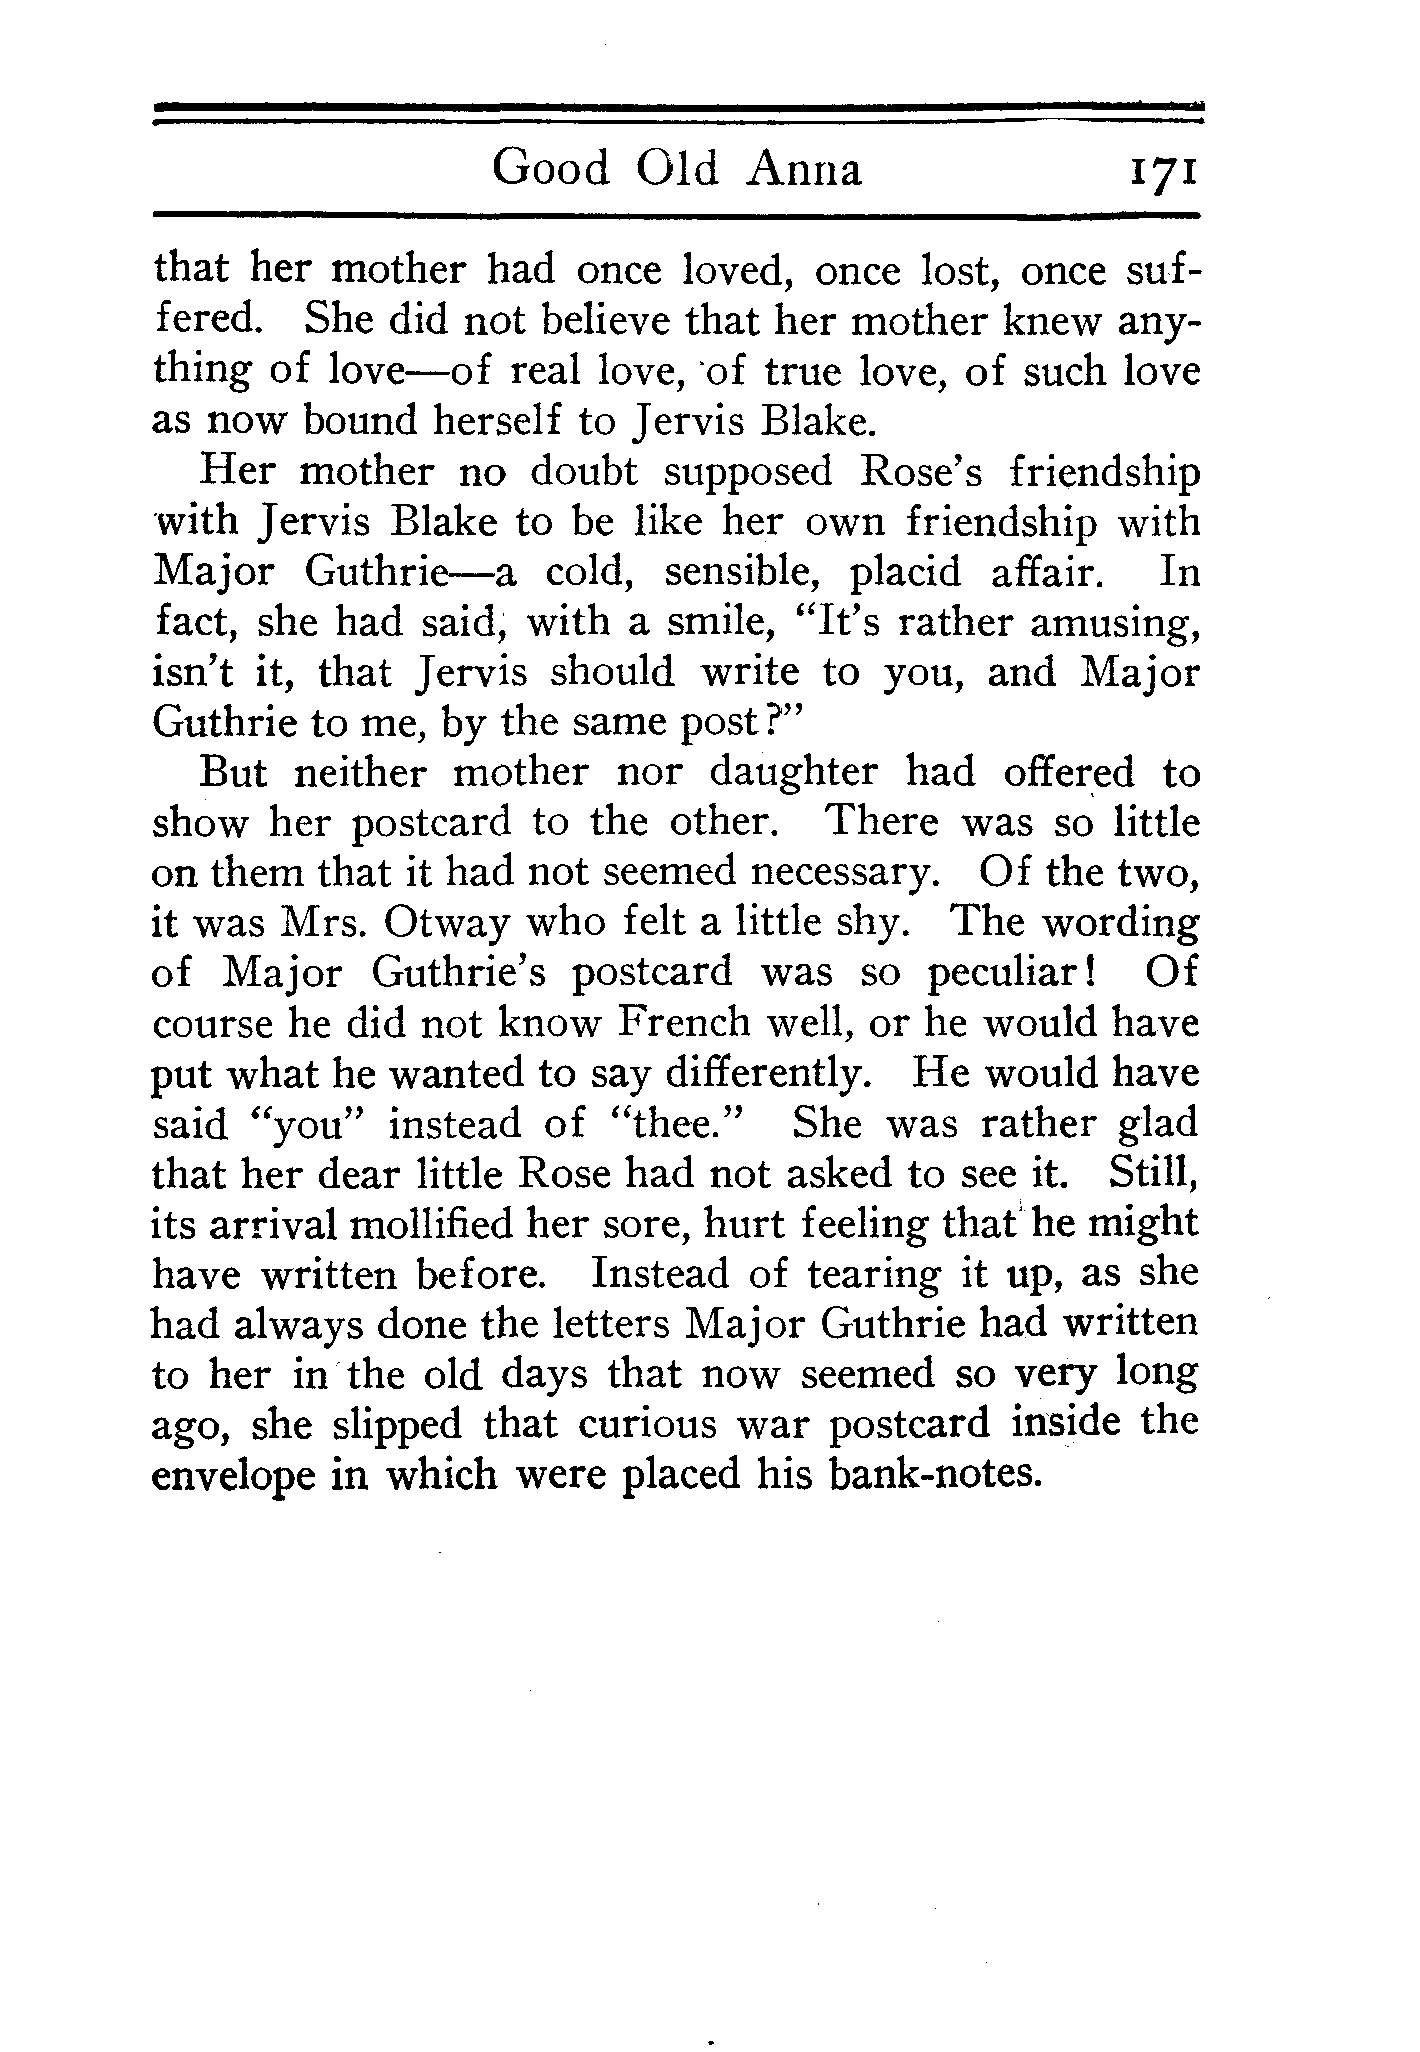 Good Old Anna 171
that her mother had once loved, once lost, once suf-
fered. She did not believe that her mother knew any-
thing of love—of real love, of true love, of such love
as now bound herself to Jervis Blake.
Her mother no doubt supposed Rose's friendship
with Jervis Blake to be like her own friendship with
Major Guthrie—a cold, sensible, placid affair. In
fact, she had said, with a smile, "It's rather amusing,
isn't it, that Jervis should write to you, and Major
Guthrie to me, by the same post?"
But neither mother nor daughter had offered to
show her postcard to the other. There was so little
on them that it had not seemed necessary. Of the two,
it was Mrs. Otway who felt a little shy. The wording
of Major Guthrie's postcard was so peculiar! Of
course he did not know French well, or he would have
put what he wanted to say differently. He would have
said "you" instead of "thee." She was rather glad
that her dear little Rose had not asked to see it. Still,
its arrival mollified her sore, hurt feeling that he might
have written before. Instead of tearing it up, as she
had always done the letters Major Guthrie had written
to her in the old days that now seemed so very long
ago, she slipped that curious war postcard inside the
envelope in which were placed his bank-notes.